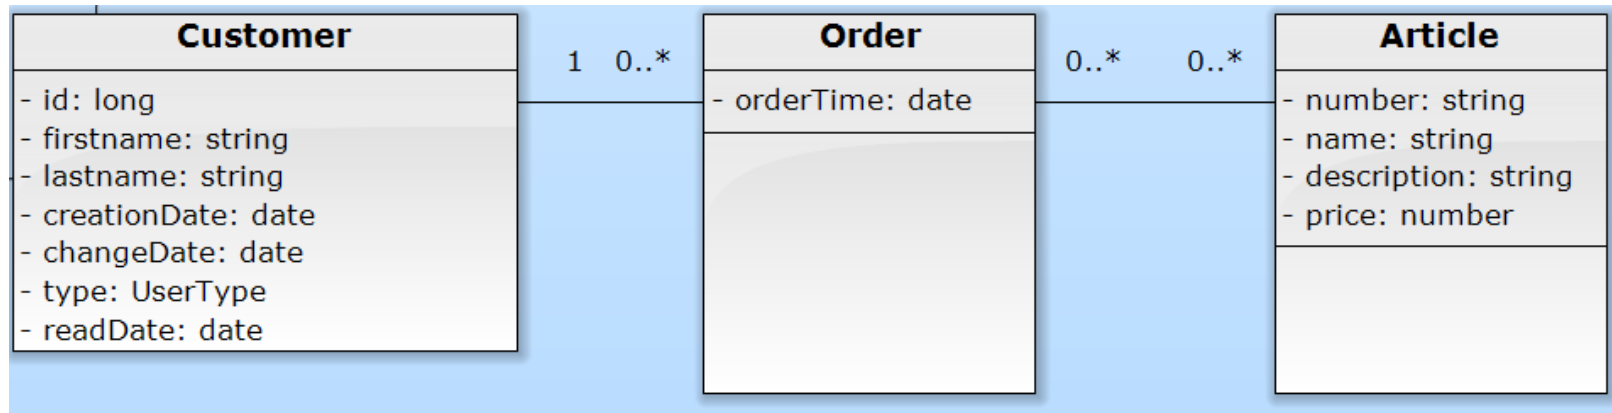 Customer
- id: long
- firstname: string
- lastname: string
- creationDate: date
- changeDate: date
- type: UserType
- readDate: date
1 0..*
Order
- orderTime: date
0..* 0..*
Article
- number: string
- name: string
- description: string
- price: number